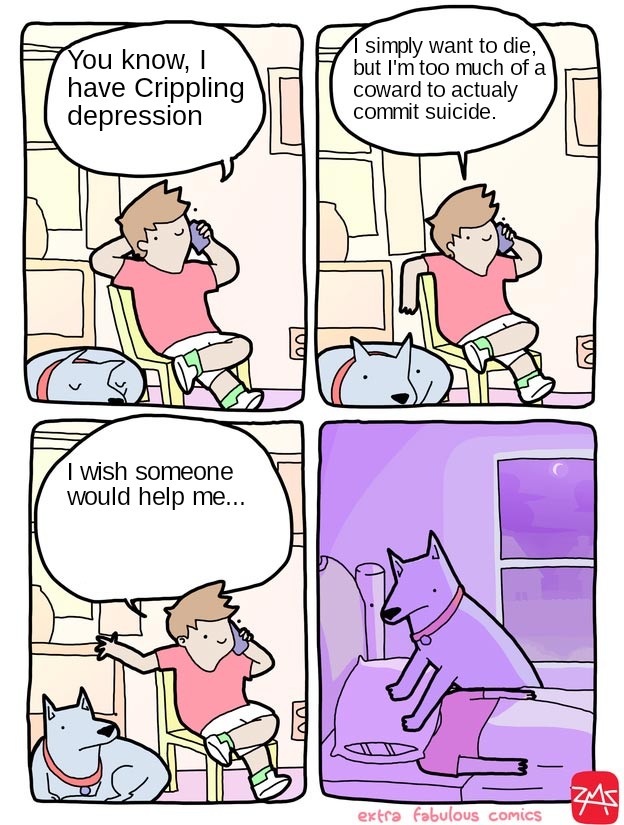 You know, I
have Crippling
depression
I simply want to die,
but I'm too much of a
coward to actualy
commit suicide.
I wish someone
would help me...
extra fabulous comics
ZMS